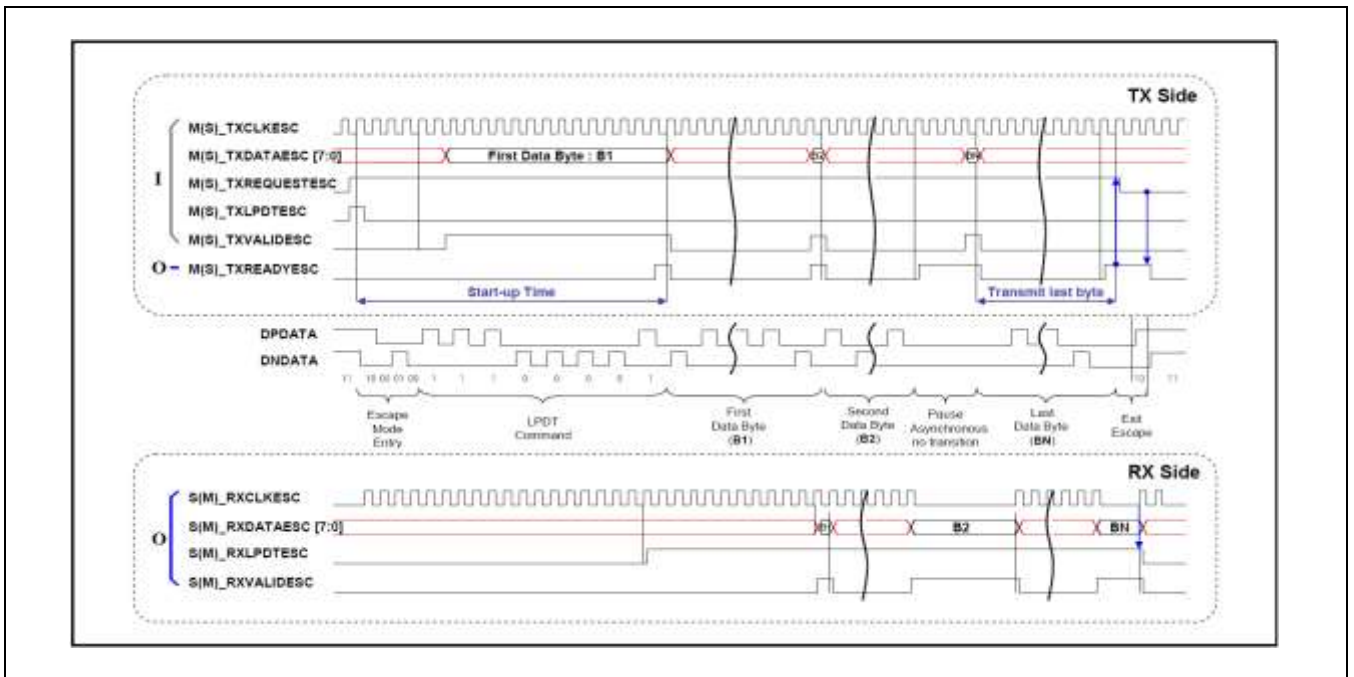 TX Side
M(S)_TXCLKESC
M(S)_TXDATAESC [7:0]
First Data Byte : B1
B2
BN
I
M(S)_TXREQUESTESC
M(S)_TXLPDTESC
M(S)_TXVALIDESC
O
M(S)_TXREADYESC
Start-up Time
Transmit last byte
DPDATA
DNDATA
11 10 00 01 00 1 1 1 0 0 0 0 1 10 11
Escape Mode Entry
LPDT Command
First Data Byte (B1)
Second Data Byte (B2)
Pause : Asynchronous no transition
Last Data Byte (BN)
Exit Escape
RX Side
S(M)_RXCLKESC
S(M)_RXDATAESC [7:0]
B1
B2
BN
O
S(M)_RXLPDTESC
S(M)_RXVALIDESC